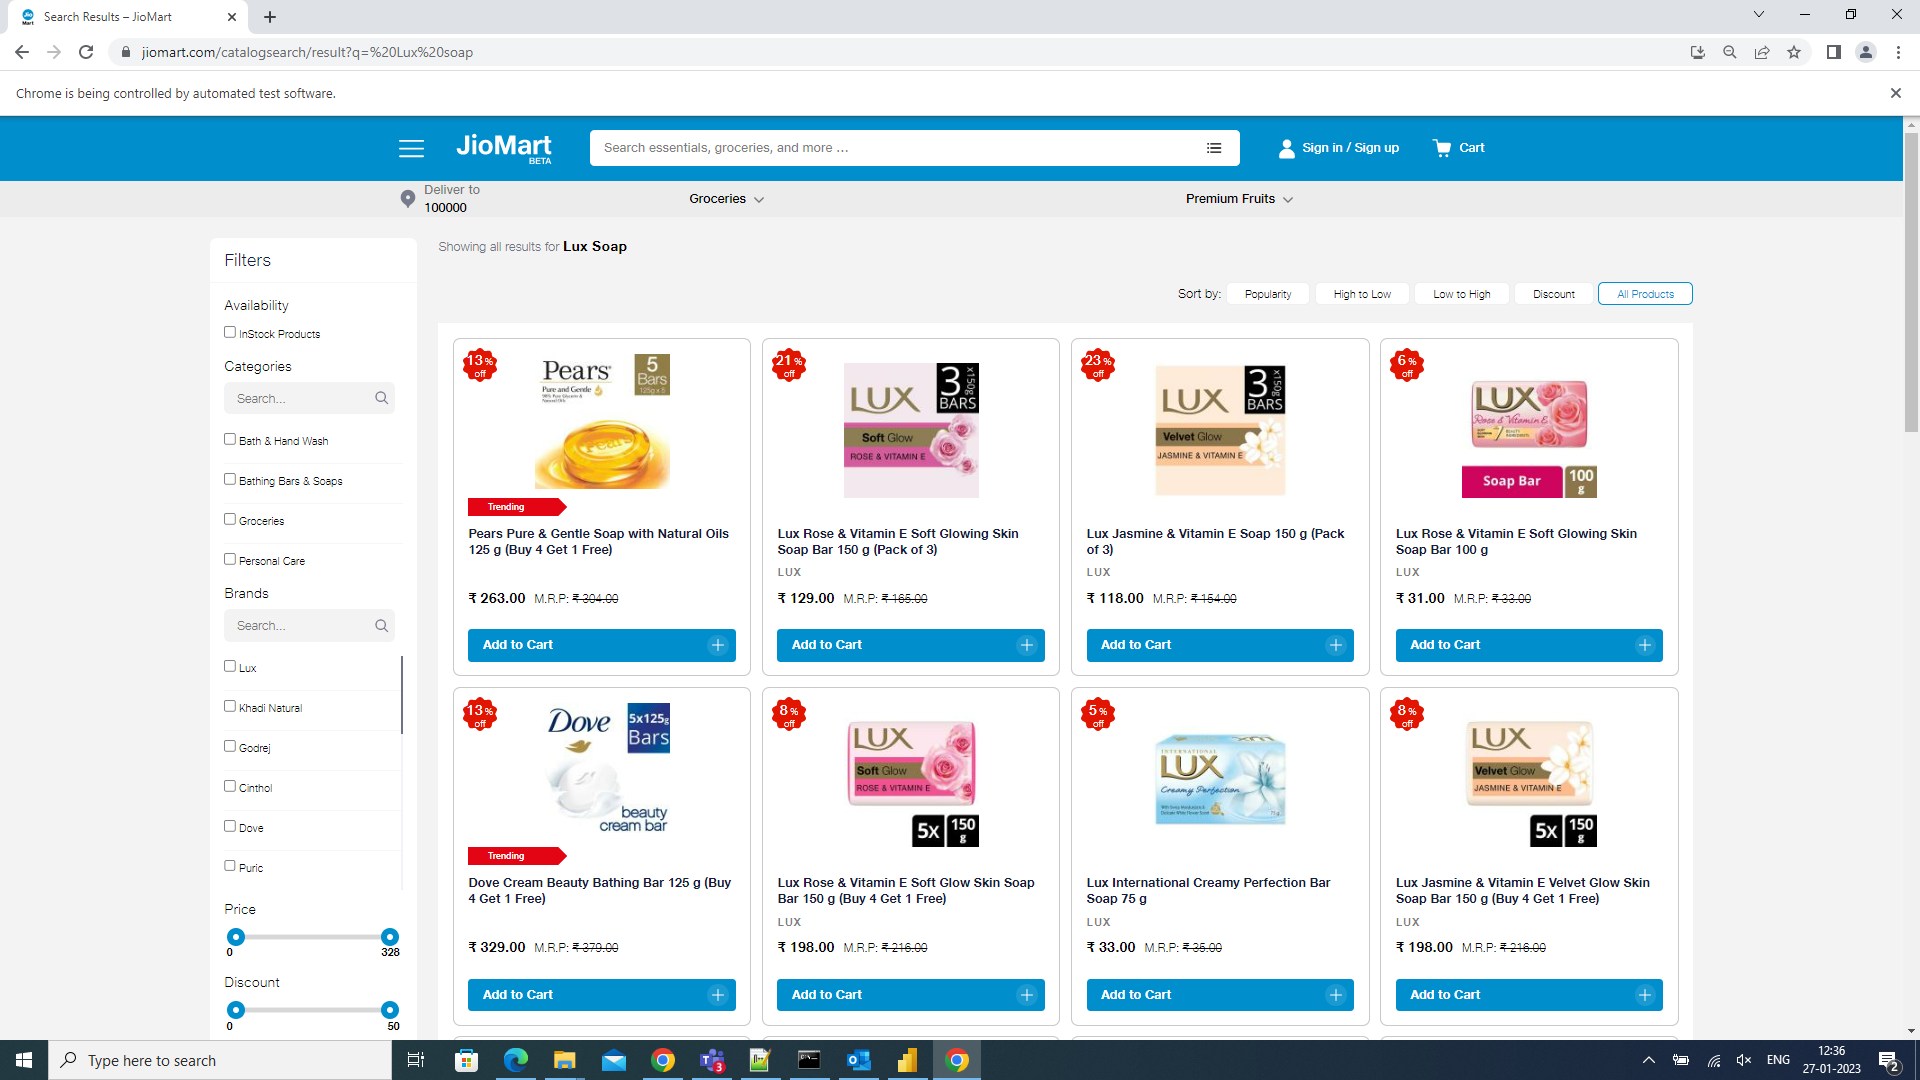 Search Results – JioMart
jiomart.com/catalogsearch/result?q=%20Lux%20soap
Chrome is being controlled by automated test software.
JioMart
BETA
Search essentials, groceries, and more ...
Sign in / Sign up
Cart
Deliver to
100000
Groceries
Premium Fruits
Showing all results for Lux Soap
Sort by:
Popularity
High to Low
Low to High
Discount
All Products
Filters
Availability
InStock Products
Categories
Search...
Bath & Hand Wash
Bathing Bars & Soaps
Groceries
Personal Care
Brands
Search...
Lux
Khadi Natural
Godrej
Cinthol
Dove
Puric
Price
0
328
Discount
0
50
13% off
Pears
Pure and Gentle
5
Bars
125g x 5
Trending
Pears Pure & Gentle Soap with Natural Oils
125 g (Buy 4 Get 1 Free)
₹ 263.00 M.R.P: ₹ 304.00
Add to Cart
21% off
LUX
3 x150g
BARS
Soft Glow
ROSE & VITAMIN E
Lux Rose & Vitamin E Soft Glowing Skin
Soap Bar 150 g (Pack of 3)
LUX
₹ 129.00 M.R.P: ₹ 165.00
Add to Cart
23% off
LUX
3 x150g
BARS
Velvet Glow
JASMINE & VITAMIN E
Lux Jasmine & Vitamin E Soap 150 g (Pack
of 3)
LUX
₹ 118.00 M.R.P: ₹ 154.00
Add to Cart
6% off
LUX
Rose & Vitamin E
Soap Bar
100
g
Lux Rose & Vitamin E Soft Glowing Skin
Soap Bar 100 g
LUX
₹ 31.00 M.R.P: ₹ 33.00
Add to Cart
13% off
Dove
5x125g
Bars
beauty
cream bar
Trending
Dove Cream Beauty Bathing Bar 125 g (Buy
4 Get 1 Free)
₹ 329.00 M.R.P: ₹ 379.00
Add to Cart
8% off
LUX
Soft Glow
ROSE & VITAMIN E
5x
150
g
Lux Rose & Vitamin E Soft Glow Skin Soap
Bar 150 g (Buy 4 Get 1 Free)
LUX
₹ 198.00 M.R.P: ₹ 216.00
Add to Cart
5% off
INTERNATIONAL
LUX
Creamy Perfection
Lux International Creamy Perfection Bar
Soap 75 g
LUX
₹ 33.00 M.R.P: ₹ 35.00
Add to Cart
8% off
LUX
Velvet Glow
JASMINE & VITAMIN E
5x
150
g
Lux Jasmine & Vitamin E Velvet Glow Skin
Soap Bar 150 g (Buy 4 Get 1 Free)
LUX
₹ 198.00 M.R.P: ₹ 216.00
Add to Cart
Type here to search
3
ENG
12:36
27-01-2023
2